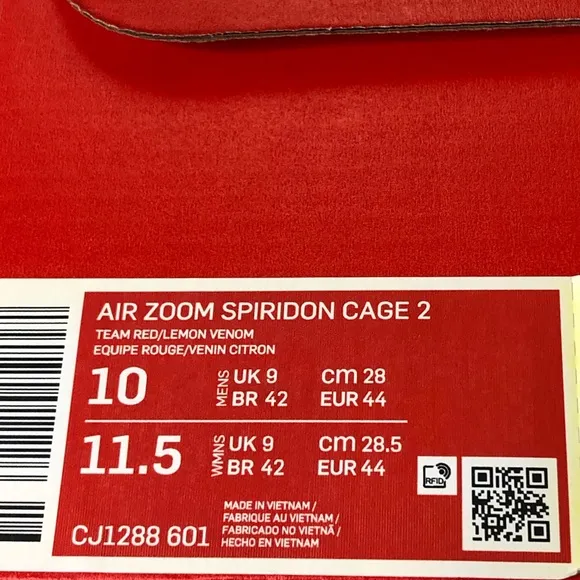 AIR ZOOM SPIRIDON CAGE 2
TEAM RED/LEMON VENOM
EQUIPE ROUGE/VENIN CITRON
10 MENS UK 9 cm 28
BR 42 EUR 44
11.5 WMNS UK 9 cm 28.5
BR 42 EUR 44
RFID
MADE IN VIETNAM /
FABRIQUE AU VIETNAM /
FABRICADO NO VIETNÃ /
CJ1288 601 HECHO EN VIETNAM
2